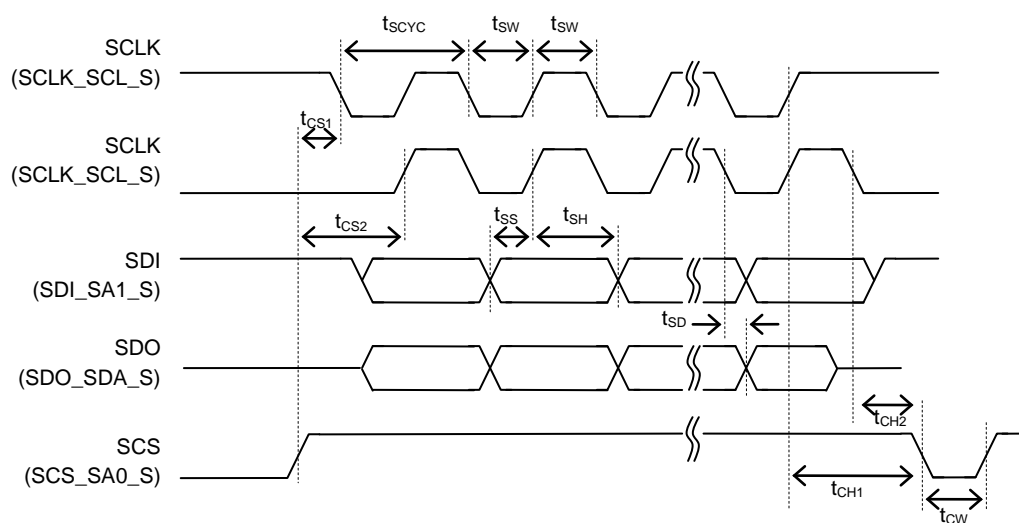 tSCYC tSW tSW
SCLK
(SCLK_SCL_S)
tCS1
SCLK
(SCLK_SCL_S)
tCS2 tSS tSH
SDI
(SDI_SA1_S)
tSD
SDO
(SDO_SDA_S)
tCH2
SCS
(SCS_SA0_S)
tCH1
tCW